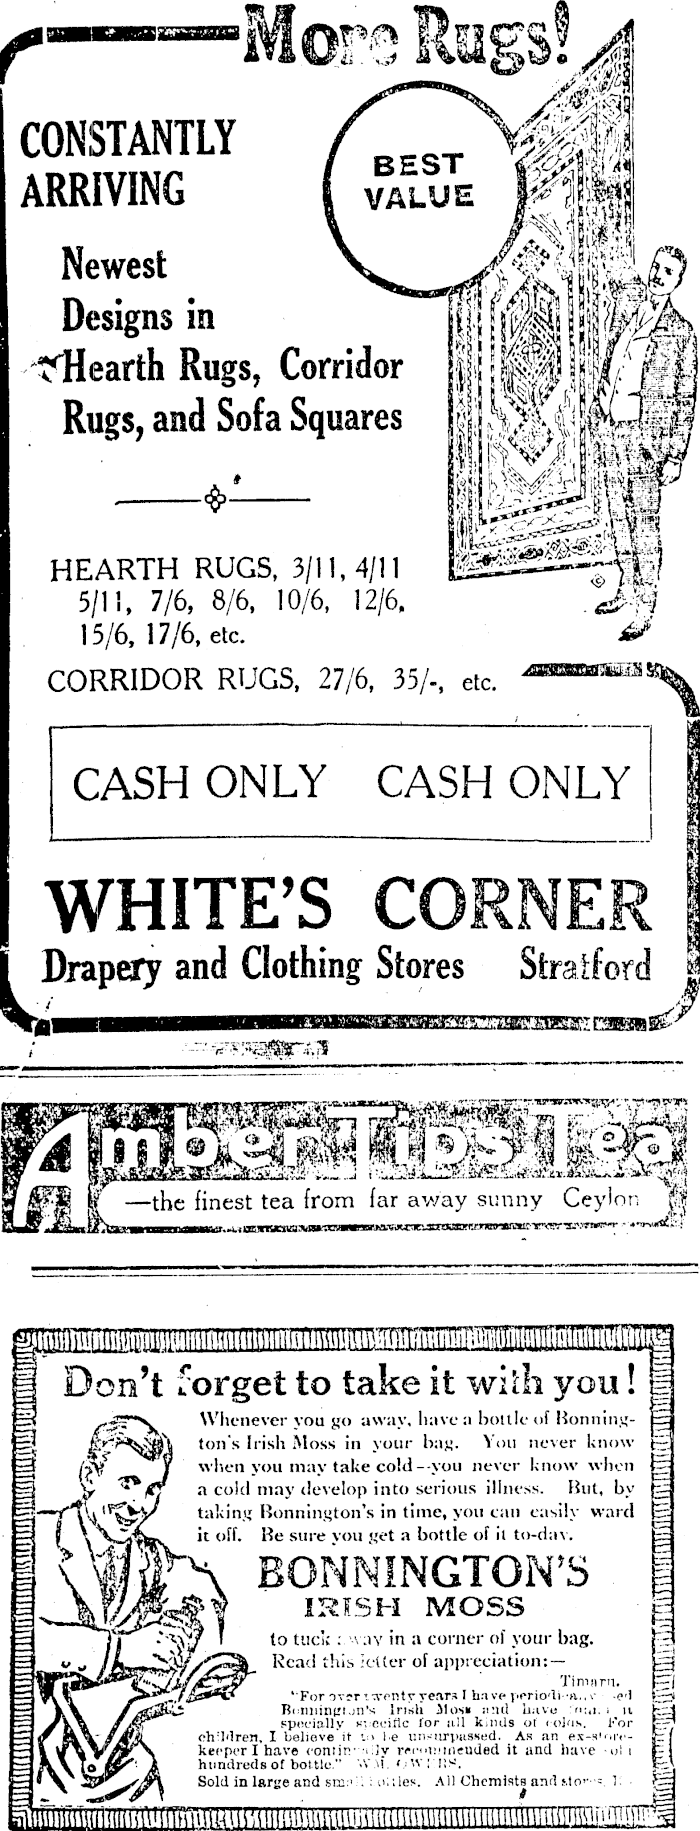 More Rugs!
CONSTANTLY
ARRIVING
BEST
VALUE
Newest
Designs in
Hearth Rugs, Corridor
Rugs, and Sofa Squares
HEARTH RUGS, 3/11, 4/11
5/11, 7/6, 8/6, 10/6, 12/6,
15/6, 17/6, etc.
CORRIDOR RUGS, 27/6, 35/-, etc.
CASH ONLY CASH ONLY
WHITE'S CORNER
Drapery and Clothing Stores Stratford
Amber Tips Tea
—the finest tea from far away sunny Ceylon
Don't forget to take it with you!
Whenever you go away, have a bottle of Bonning-
ton's Irish Moss in your bag. You never know
when you may take cold--you never know when
a cold may develop into serious illness. But, by
taking Bonnington's in time, you can easily ward
it off. Be sure you get a bottle of it to-day.
BONNINGTON'S
IRISH MOSS
to tuck away in a corner of your bag.
Read this letter of appreciation:—
Timaru.
"For over twenty years I have
Bonnington's Irish Moss and have it
specially specific for all kinds of colds. For
children, I believe it to be unsurpassed. As an ex-store-
keeper I have continually recommended it and have
hundreds of bottle." WM.
Sold in large and small bottles. All Chemists and stores,